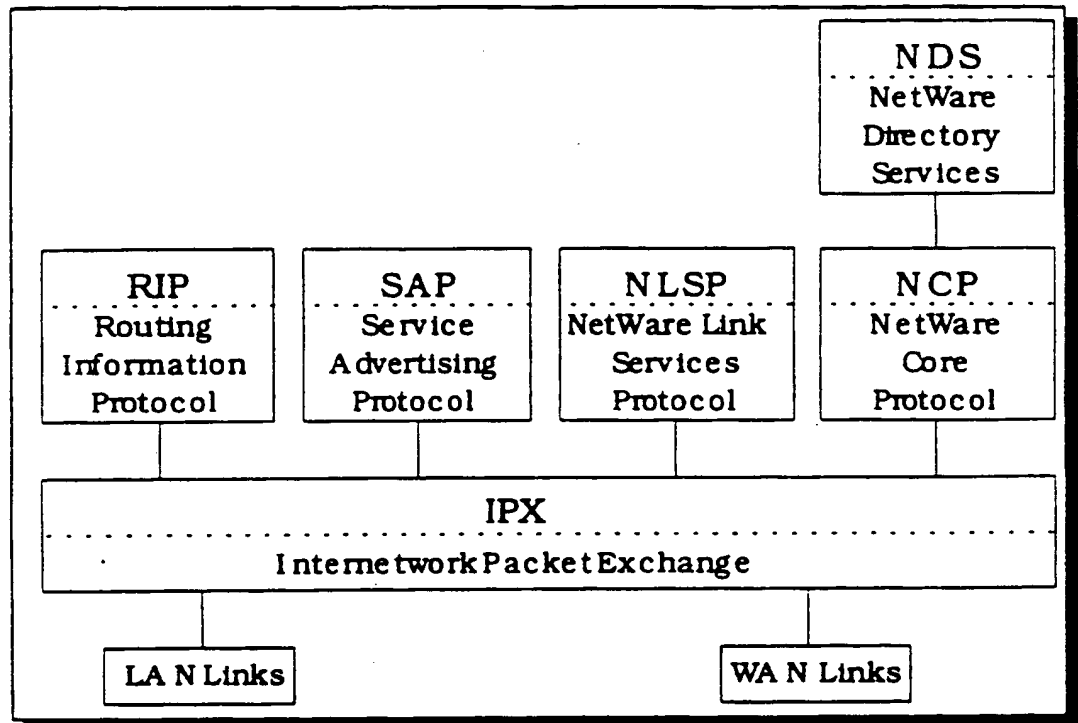 NDS
NetWare
Directory
Services
RIP
Routing
Information
Protocol
SAP
Service
Advertising
Protocol
NLSP
NetWare Link
Services
Protocol
NCP
NetWare
Core
Protocol
IPX
Internetwork Packet Exchange
LAN Links
WAN Links